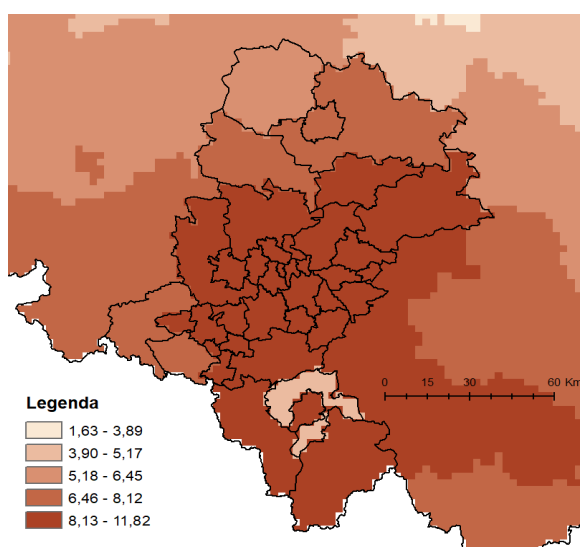 0 15 30 60 Km
Legenda
1,63 - 3,89
3,90 - 5,17
5,18 - 6,45
6,46 - 8,12
8,13 - 11,82